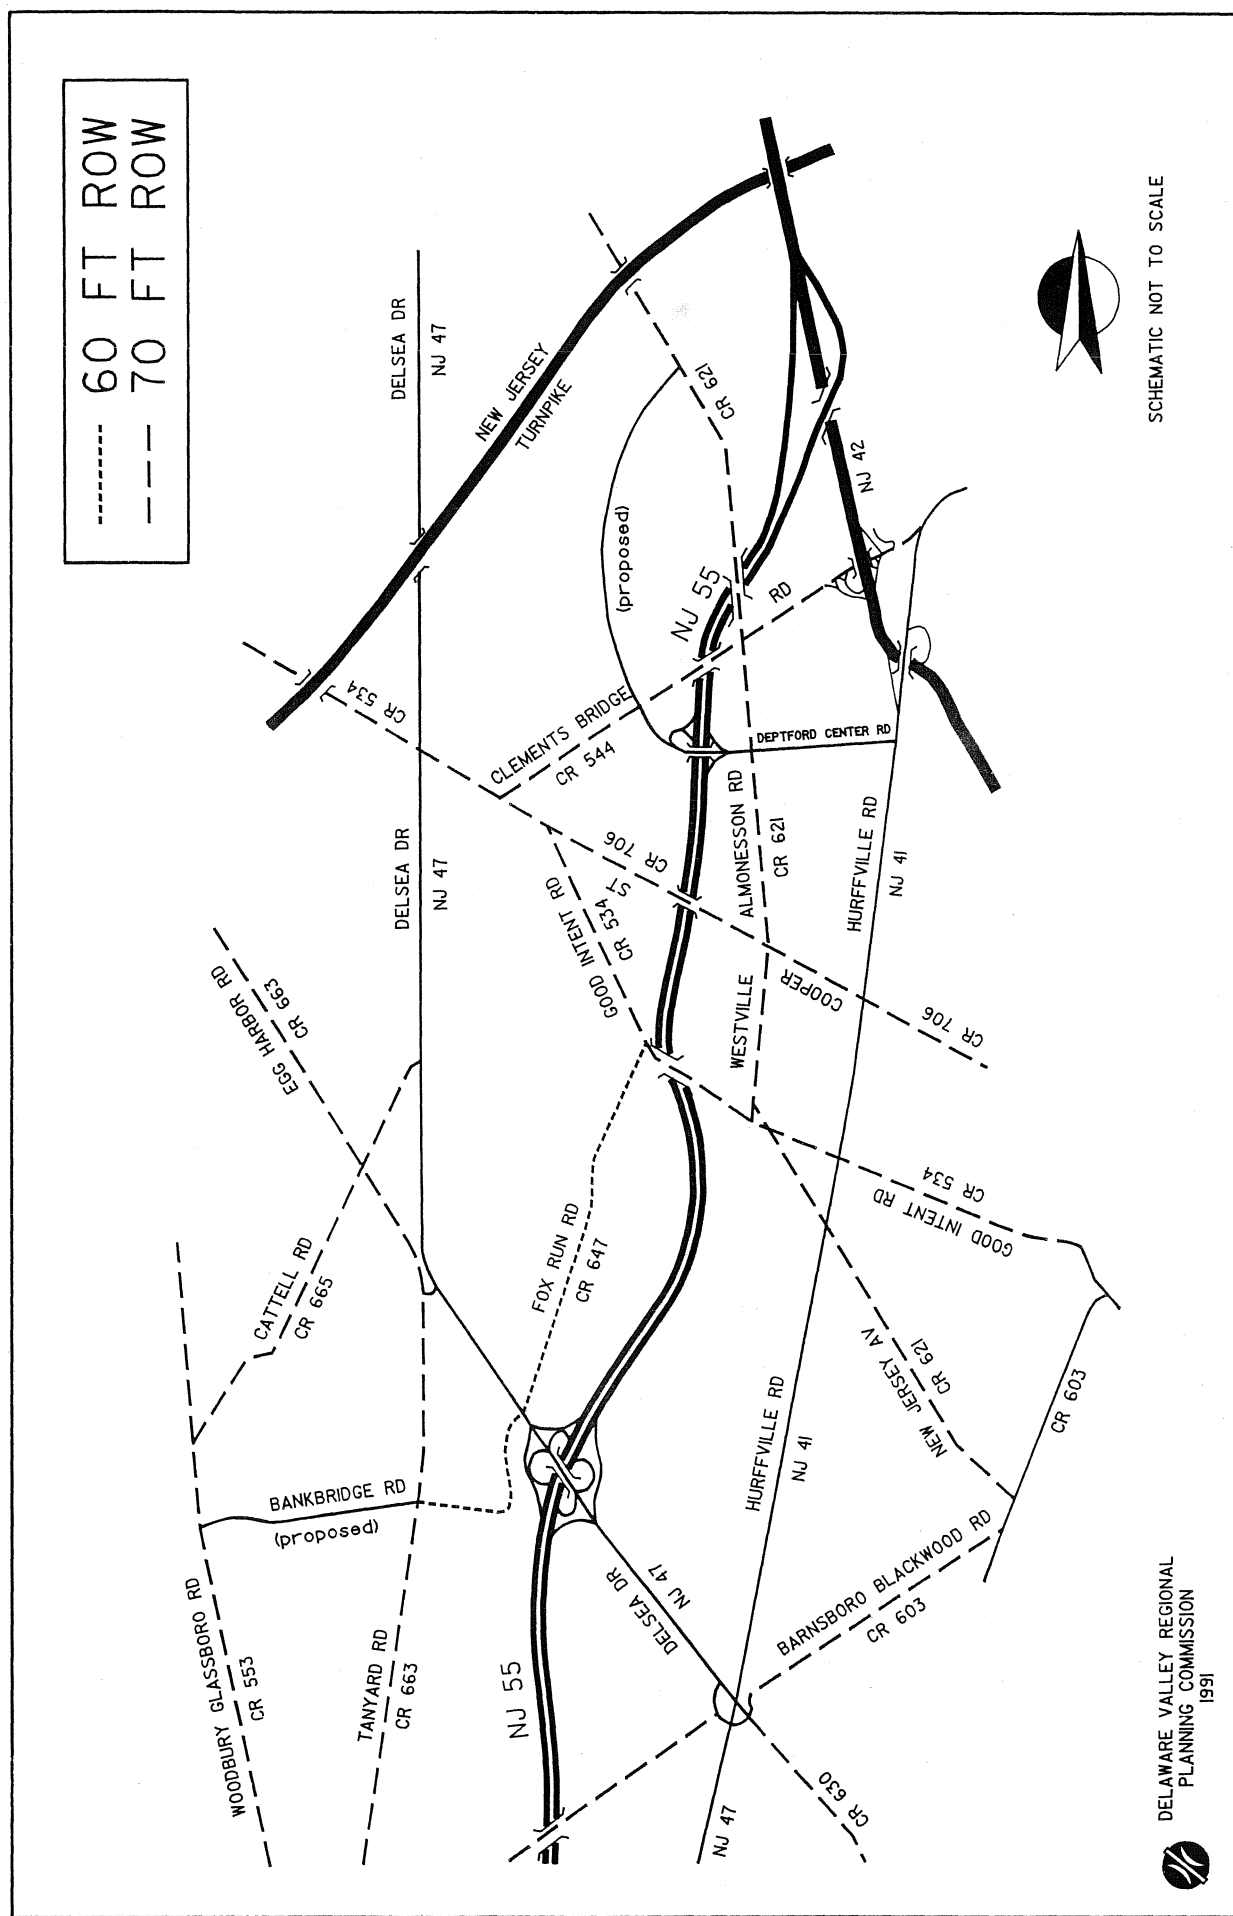 60 FT ROW
70 FT ROW
DELSEA DR
NJ 47
NEW JERSEY
TURNPIKE
CR 621
SCHEMATIC NOT TO SCALE
NJ 42
(proposed)
NJ 55
RD
CR 534
CLEMENTS BRIDGE
CR 544
DEPTFORD CENTER RD
DELSEA DR
NJ 47
CR 706
ST
CR 534
GOOD INTENT RD
ALMONESSON RD
CR 621
HURFFVILLE RD
NJ 41
EGG HARBOR RD
CR 663
WESTVILLE
COOPER
CR 706
CATTELL RD
CR 665
FOX RUN RD
CR 647
CR 534
GOOD INTENT RD
NEW JERSEY AV
CR 621
CR 603
HURFFVILLE RD
NJ 41
BANKBRIDGE RD
(proposed)
BARNSBORO BLACKWOOD RD
CR 603
WOODBURY GLASSBORO RD
CR 553
TANYARD RD
CR 663
NJ 55
DELSEA DR
NJ 47
CR 630
NJ 47
DELAWARE VALLEY REGIONAL
PLANNING COMMISSION
1991